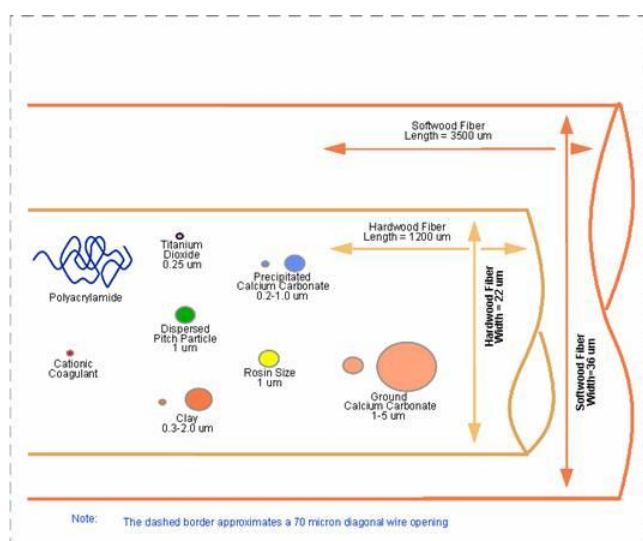 Softwood Fiber
Length = 3500 um
Hardwood Fiber
Length = 1200 um
Titanium
Dioxide
0.25 um
Precipitated
Calcium Carbonate
0.2-1.0 um
Polyacrylamide
Dispersed
Pitch Particle
1 um
Cationic
Coagulant
Rosin Size
1 um
Ground
Calcium Carbonate
1-5 um
Clay
0.3-2.0 um
Hardwood Fiber
Width = 22 um
Softwood Fiber
Width=36 um
Note: The dashed border approximates a 70 micron diagonal wire opening